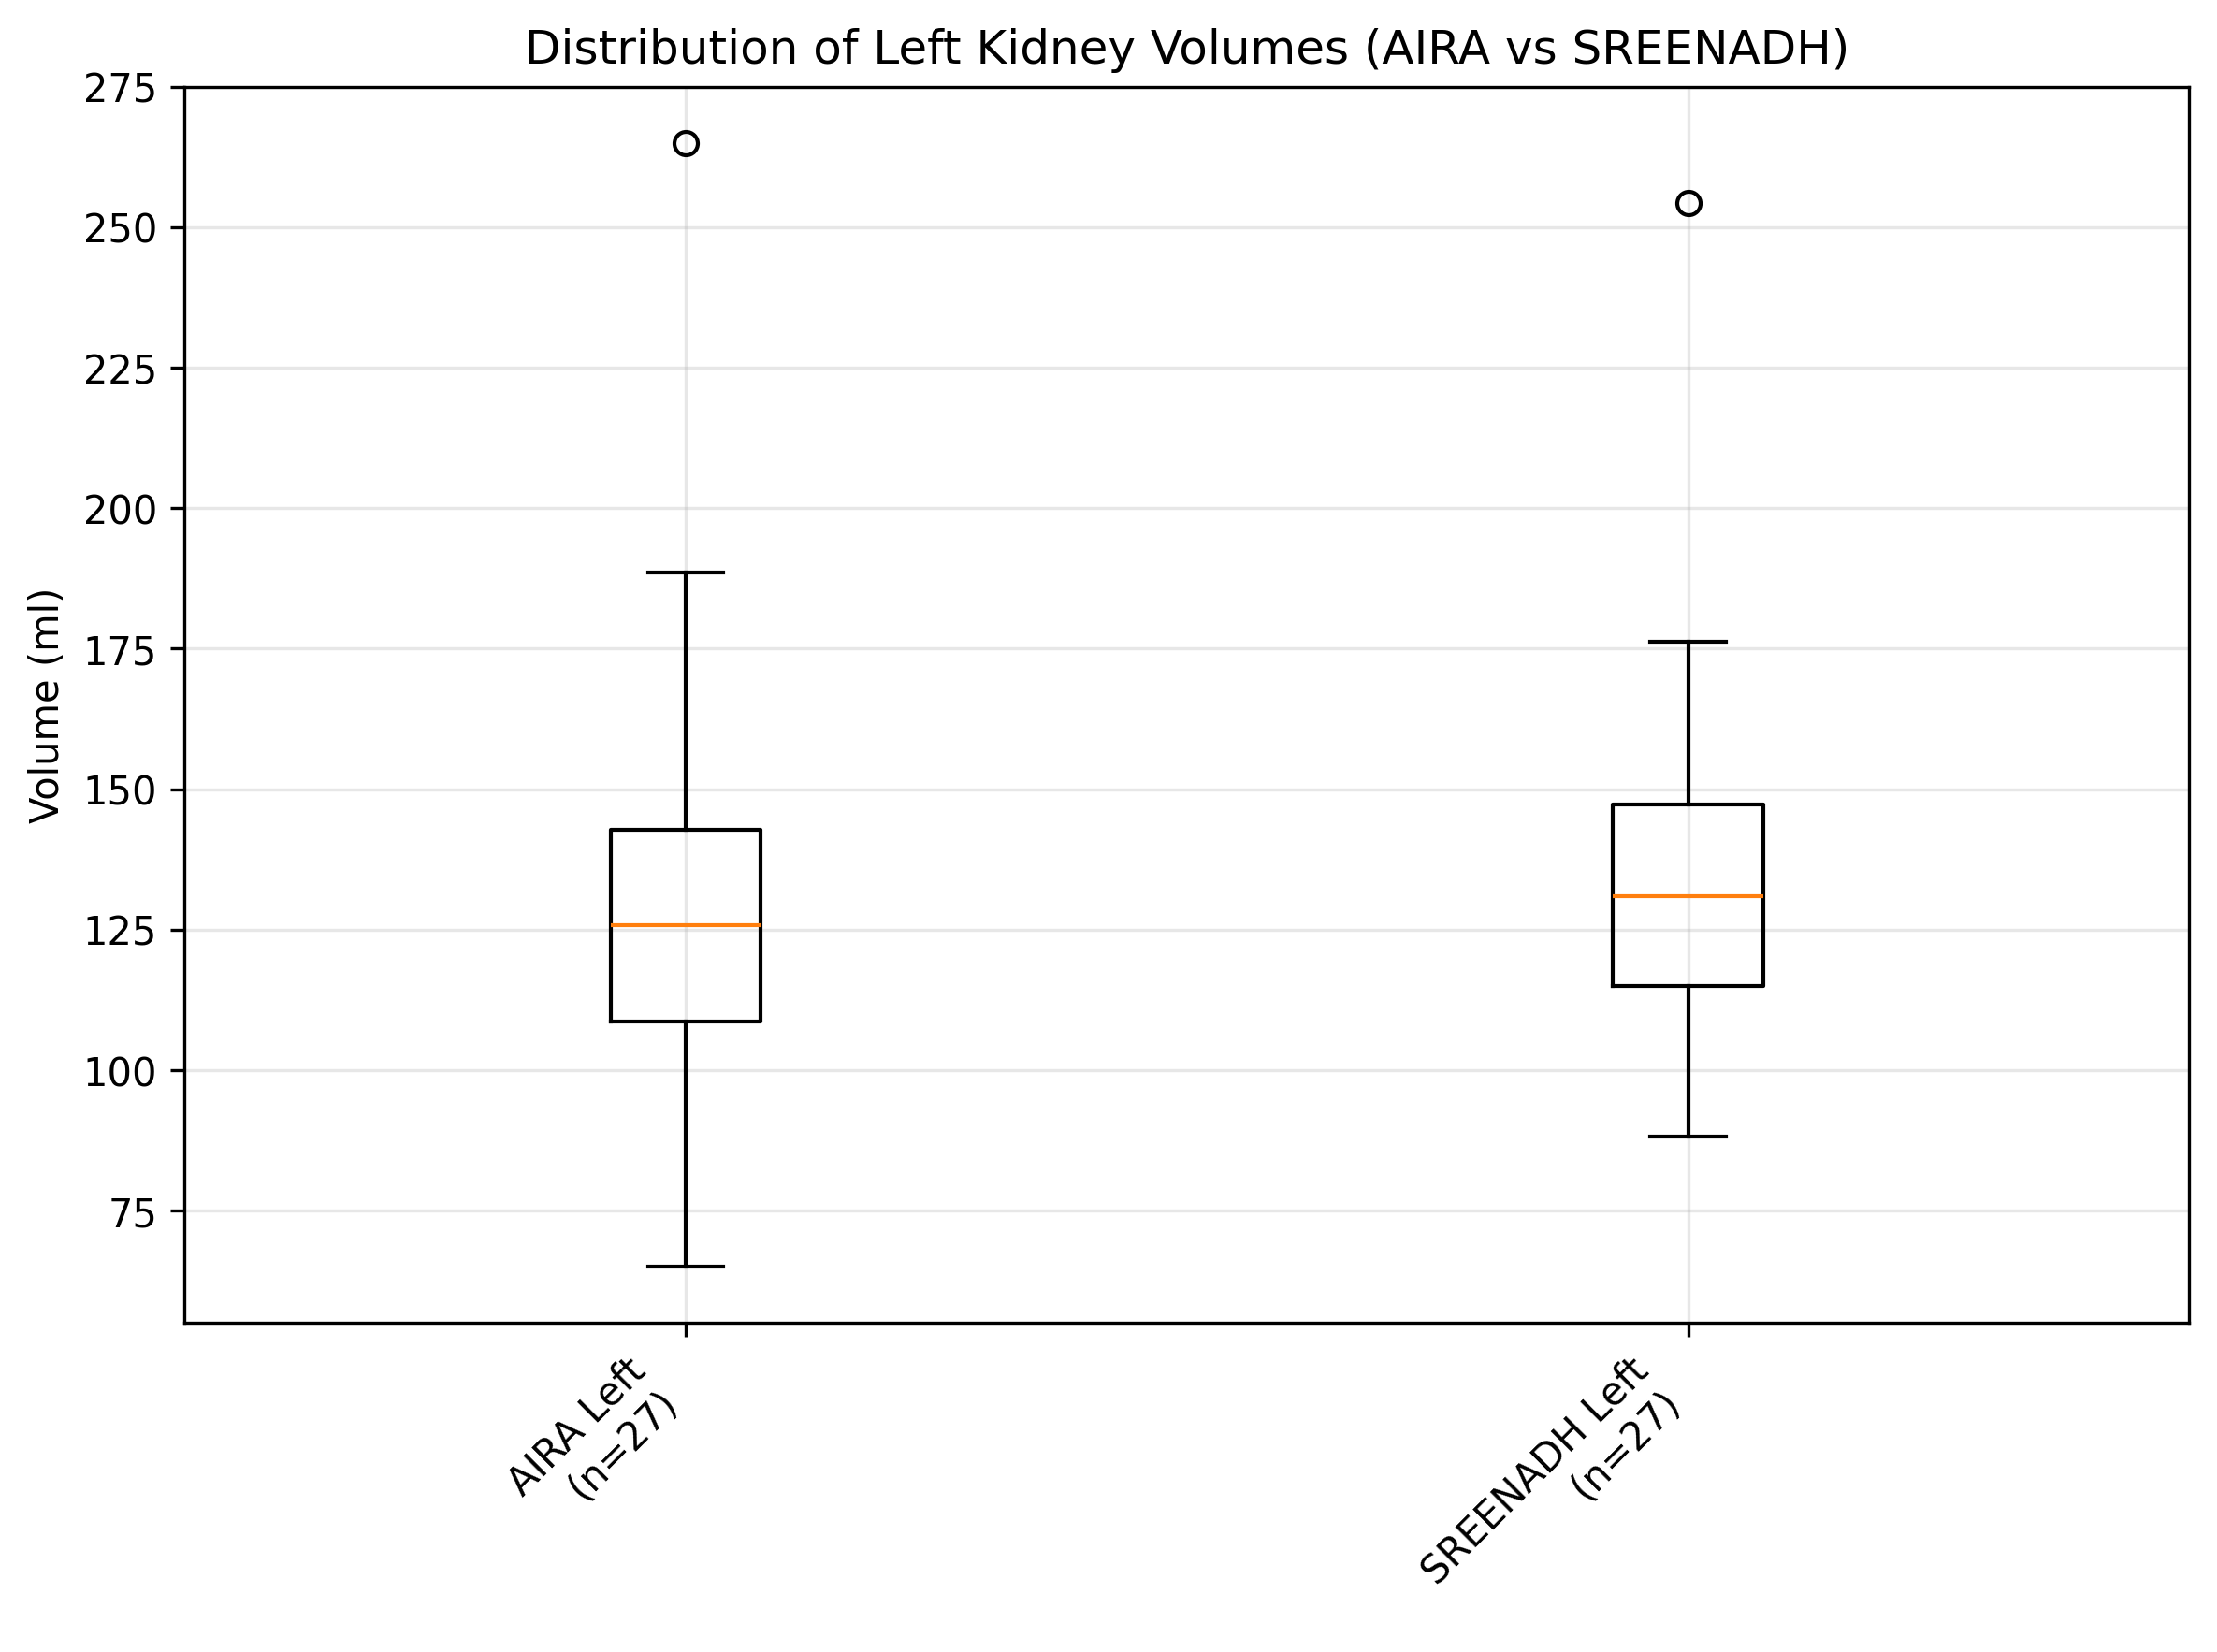 Distribution of Left Kidney Volumes (AIRA vs SREENADH)
Volume (ml)
275
250
225
200
175
150
125
100
75
AIRA Left
(n=27)
SREENADH Left
(n=27)